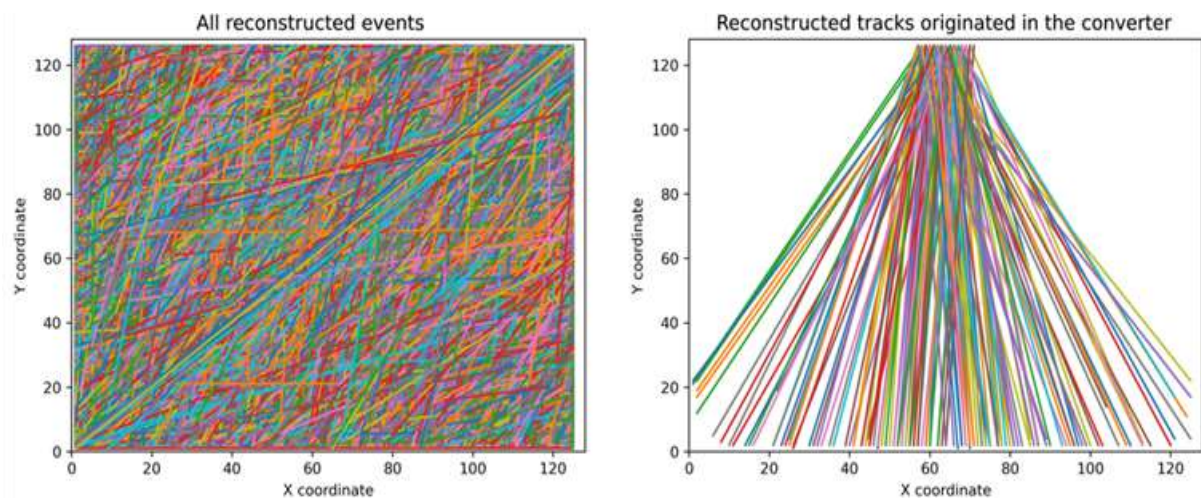 All reconstructed events
Y coordinate
120
100
80
60
40
20
0
0 20 40 60 80 100 120
X coordinate
Reconstructed tracks originated in the converter
Y coordinate
120
100
80
60
40
20
0
0 20 40 60 80 100 120
X coordinate